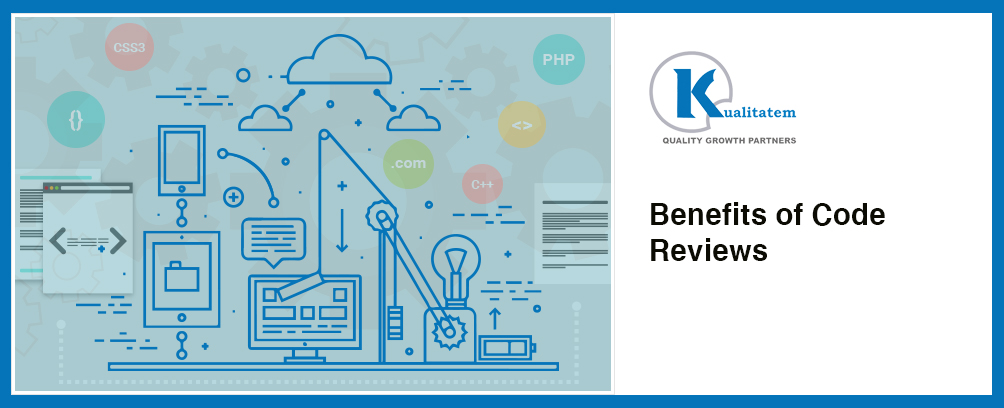 CSS3
PHP
{}
<>
.com
C++
< >
Kualitatem
QUALITY GROWTH PARTNERS
Benefits of Code
Reviews